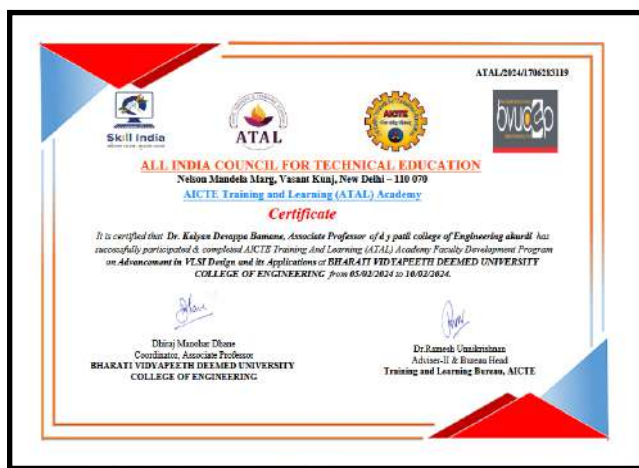 ATAL/2024/1706283119
Skill India
ATAL
AICTE
bvucoep
ALL INDIA COUNCIL FOR TECHNICAL EDUCATION
Nelson Mandela Marg, Vasant Kunj, New Delhi – 110 070
AICTE Training and Learning (ATAL) Academy
Certificate
It is certified that Dr. Kalyan Devappa Bamane, Associate Professor of d y patil college of Engineering akurdi has
successfully participated & completed AICTE Training And Learning (ATAL) Academy Faculty Development Program
on Advancement in VLSI Design and its Applications at BHARATI VIDYAPEETH DEEMED UNIVERSITY
COLLEGE OF ENGINEERING from 05/02/2024 to 10/02/2024.
Dhiraj Manohar Dhane
Coordinator, Associate Professor
BHARATI VIDYAPEETH DEEMED UNIVERSITY
COLLEGE OF ENGINEERING
Dr.Ramesh Unnikrishnan
Adviser-II & Bureau Head
Training and Learning Bureau, AICTE